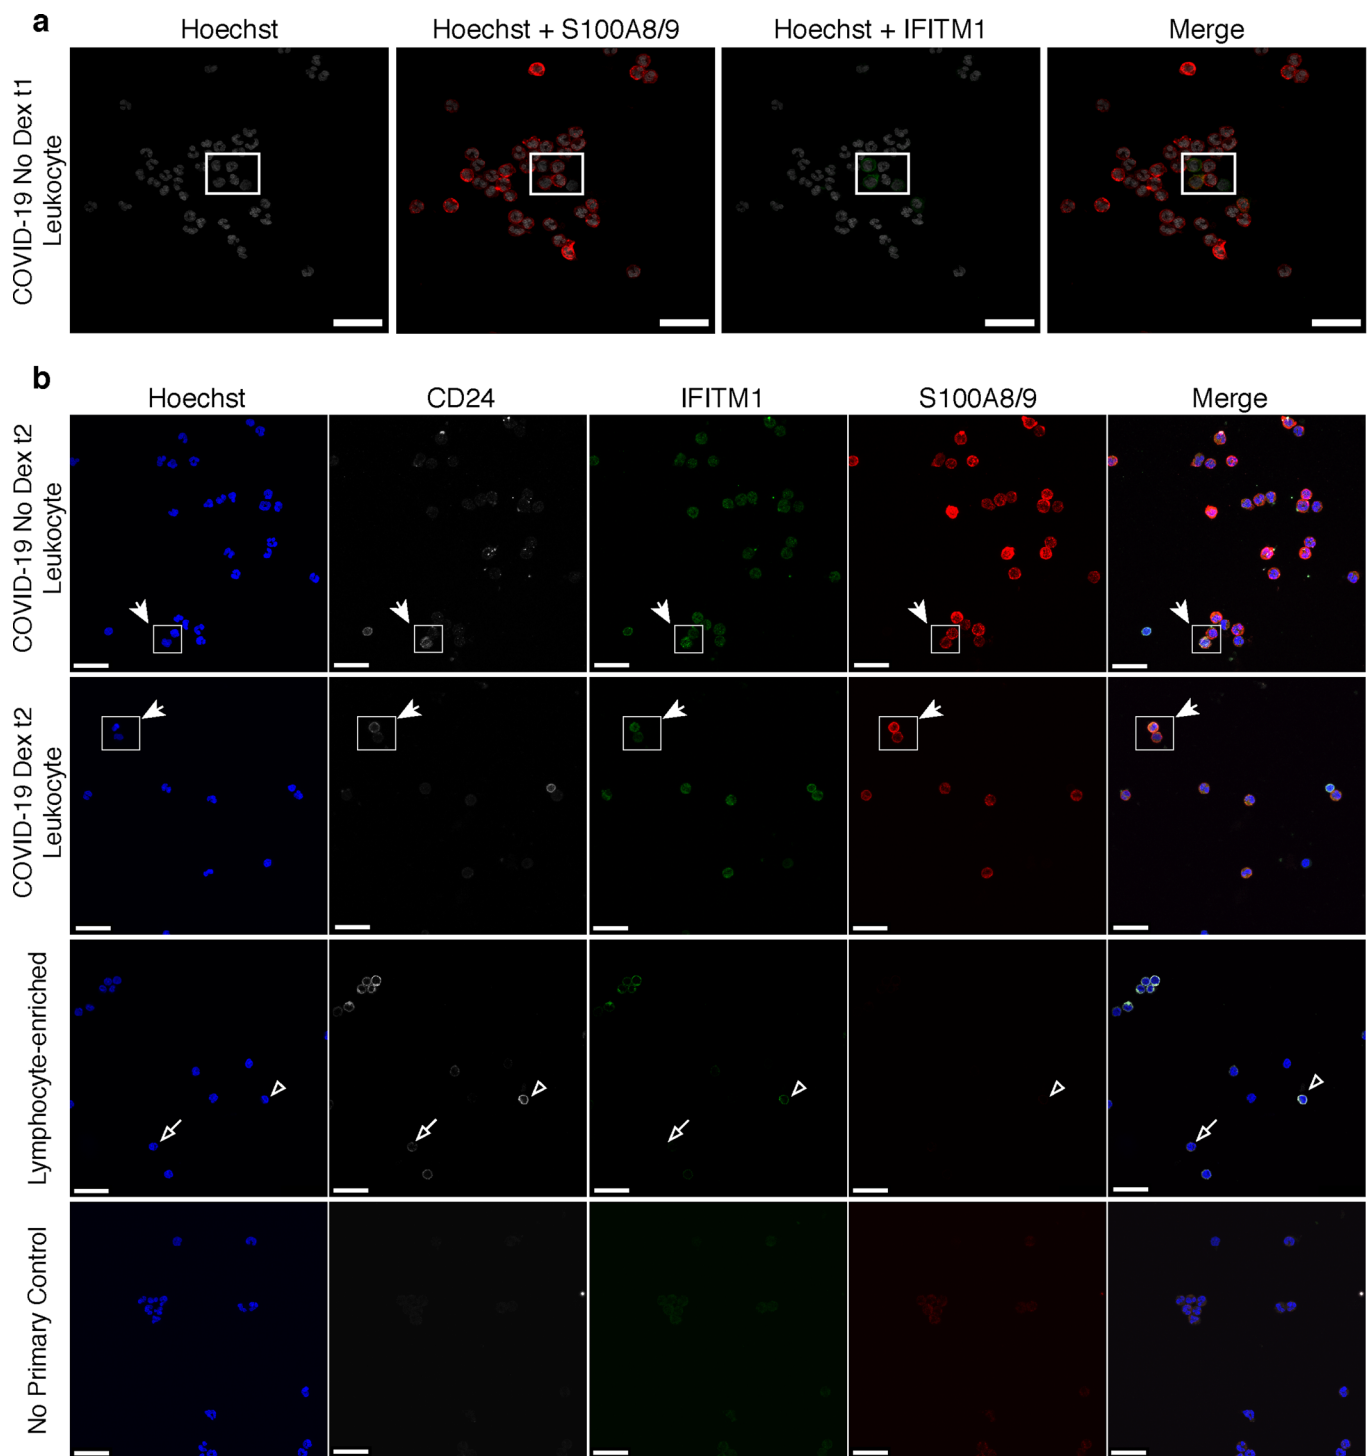 a
Hoechst
Hoechst + S100A8/9
Hoechst + IFITM1
Merge
COVID-19 No Dex t1
Leukocyte
b
Hoechst
CD24
IFITM1
S100A8/9
Merge
COVID-19 No Dex t2
Leukocyte
COVID-19 Dex t2
Leukocyte
Lymphocyte-enriched
No Primary Control